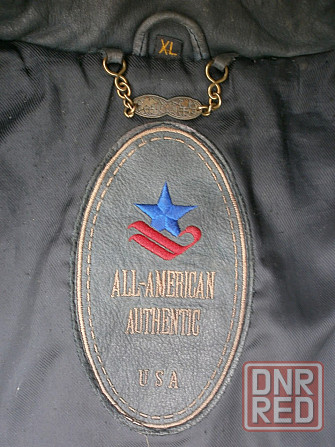 XL
ALL-AMERICAN
AUTHENTIC
USA
DNR
RED